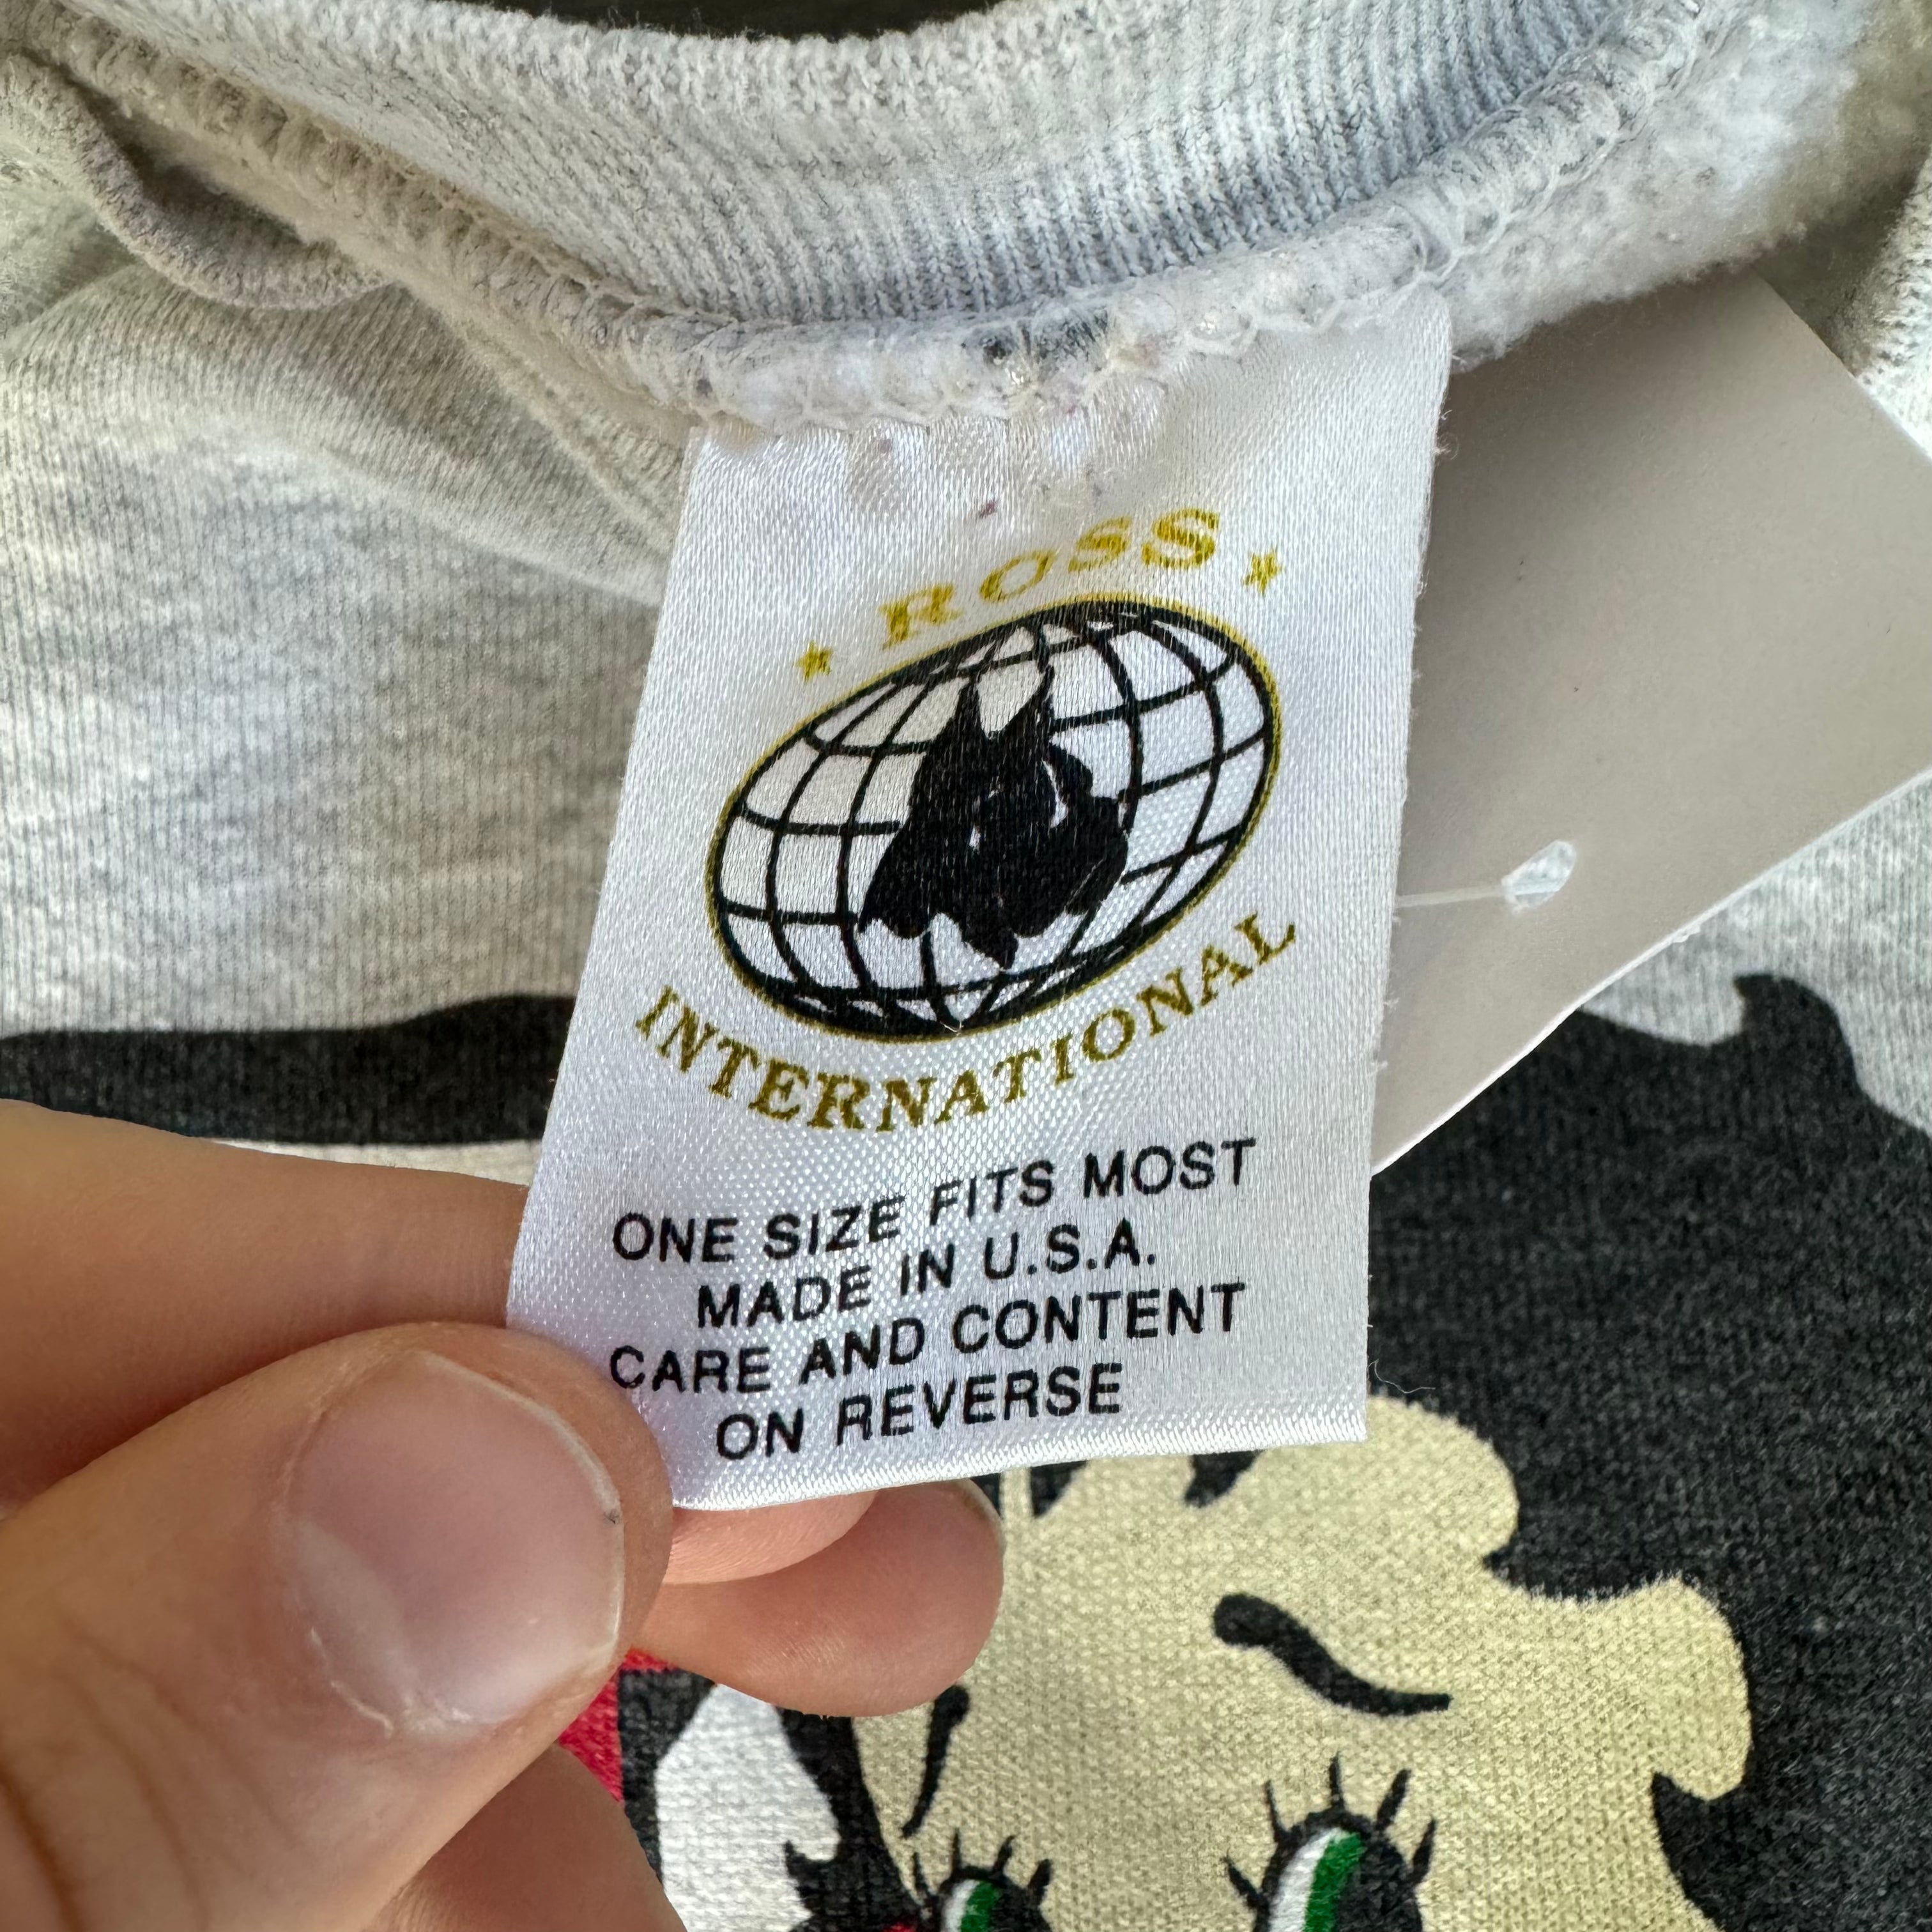 ROSS
INTERNATIONAL
ONE SIZE FITS MOST
MADE IN U.S.A.
CARE AND CONTENT
ON REVERSE